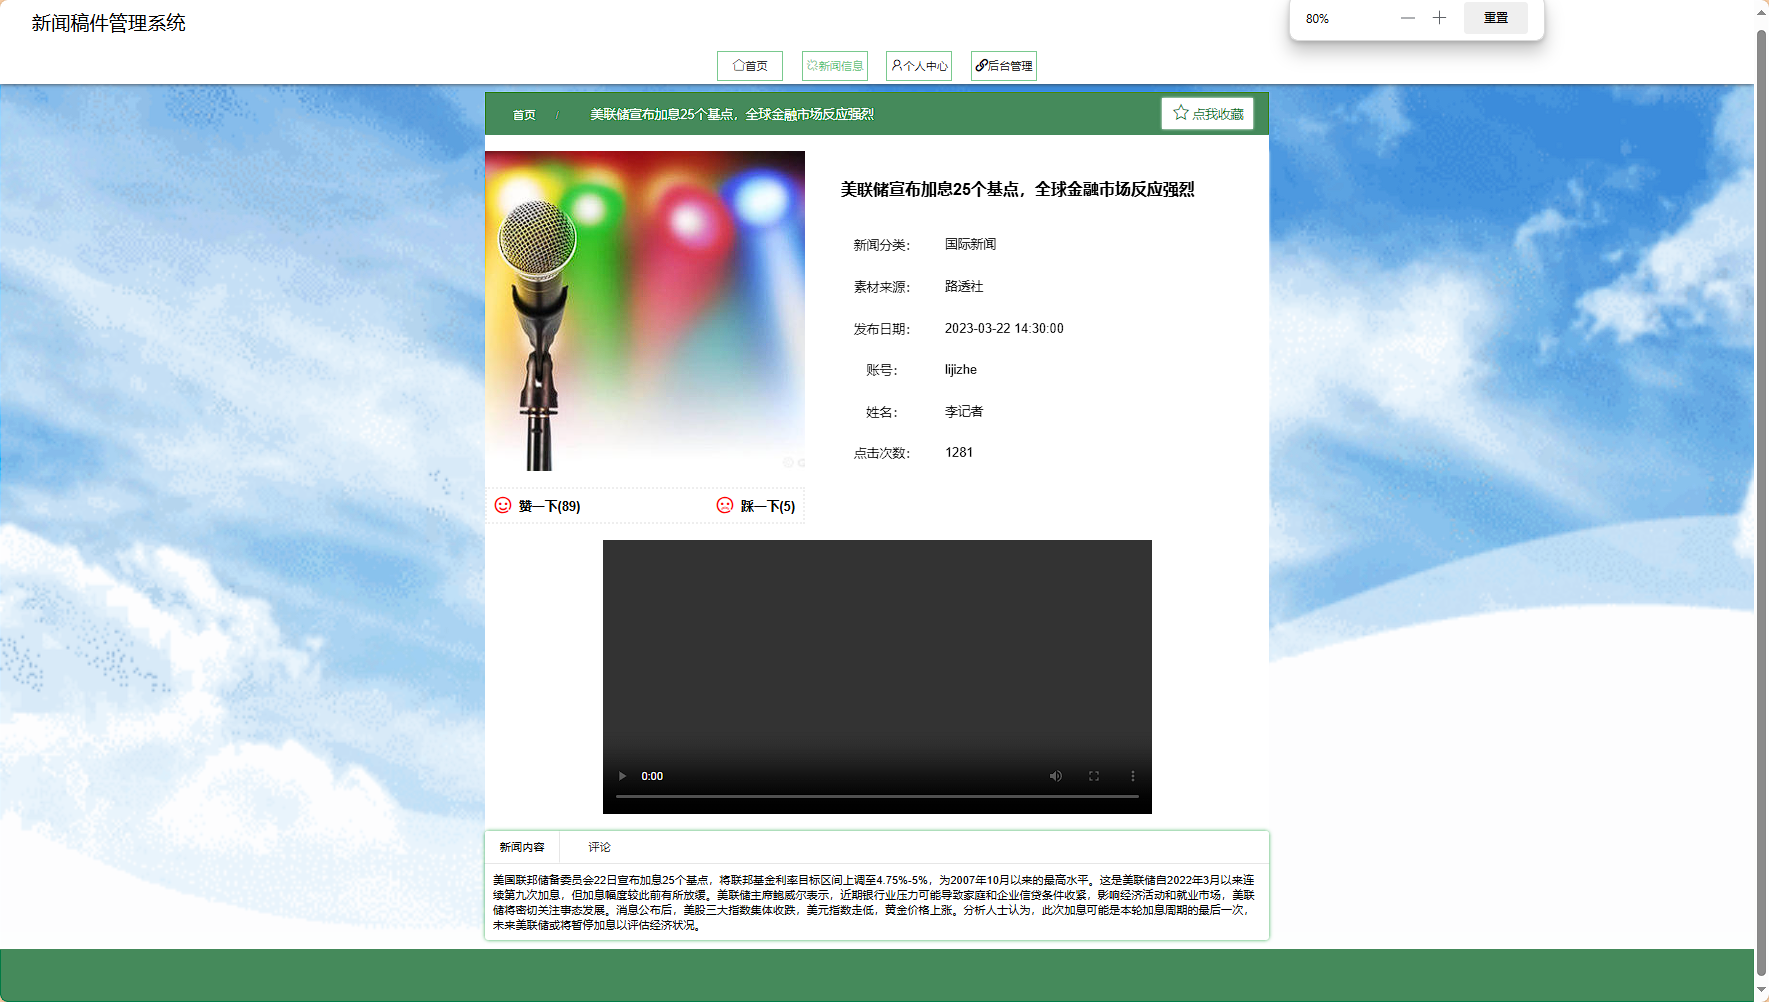 新闻稿件管理系统
80%
重置
首页 新闻信息 个人中心 后台管理
首页 / 美联储宣布加息25个基点，全球金融市场反应强烈 点我收藏
美联储宣布加息25个基点，全球金融市场反应强烈
新闻分类： 国际新闻
素材来源： 路透社
发布日期： 2023-03-22 14:30:00
账号： lijizhe
姓名： 李记者
点击次数： 1281
赞一下(89) 踩一下(5)
0:00
新闻内容 评论
美国联邦储备委员会22日宣布加息25个基点，将联邦基金利率目标区间上调至4.75%-5%，为2007年10月以来的最高水平。这是美联储自2022年3月以来连
续第九次加息，但加息幅度较此前有所放缓。美联储主席鲍威尔表示，近期银行业压力可能导致家庭和企业信贷条件收紧，影响经济活动和就业市场，美联
储将密切关注事态发展。消息公布后，美股三大指数集体收跌，美元指数走低，黄金价格上涨。分析人士认为，此次加息可能是本轮加息周期的最后一次，
未来美联储或将暂停加息以评估经济状况。